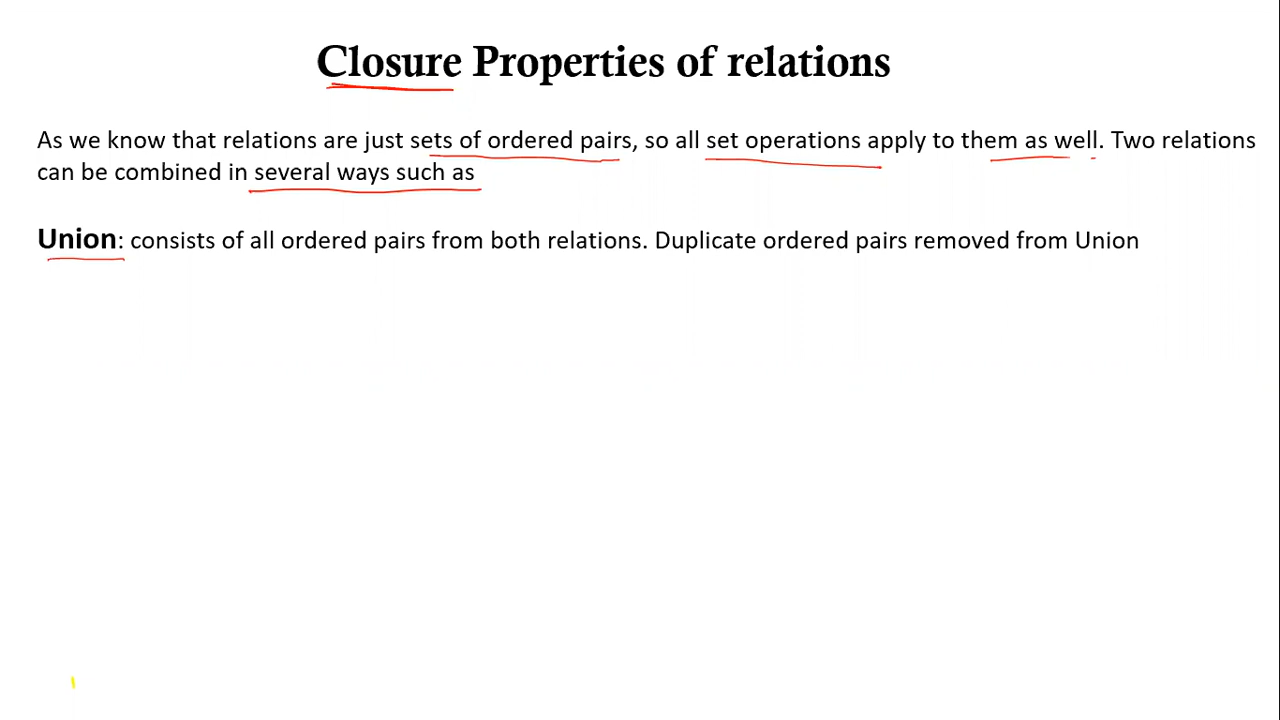 Closure Properties of relations
As we know that relations are just sets of ordered pairs, so all set operations apply to them as well. Two relations
can be combined in several ways such as
Union: consists of all ordered pairs from both relations. Duplicate ordered pairs removed from Union